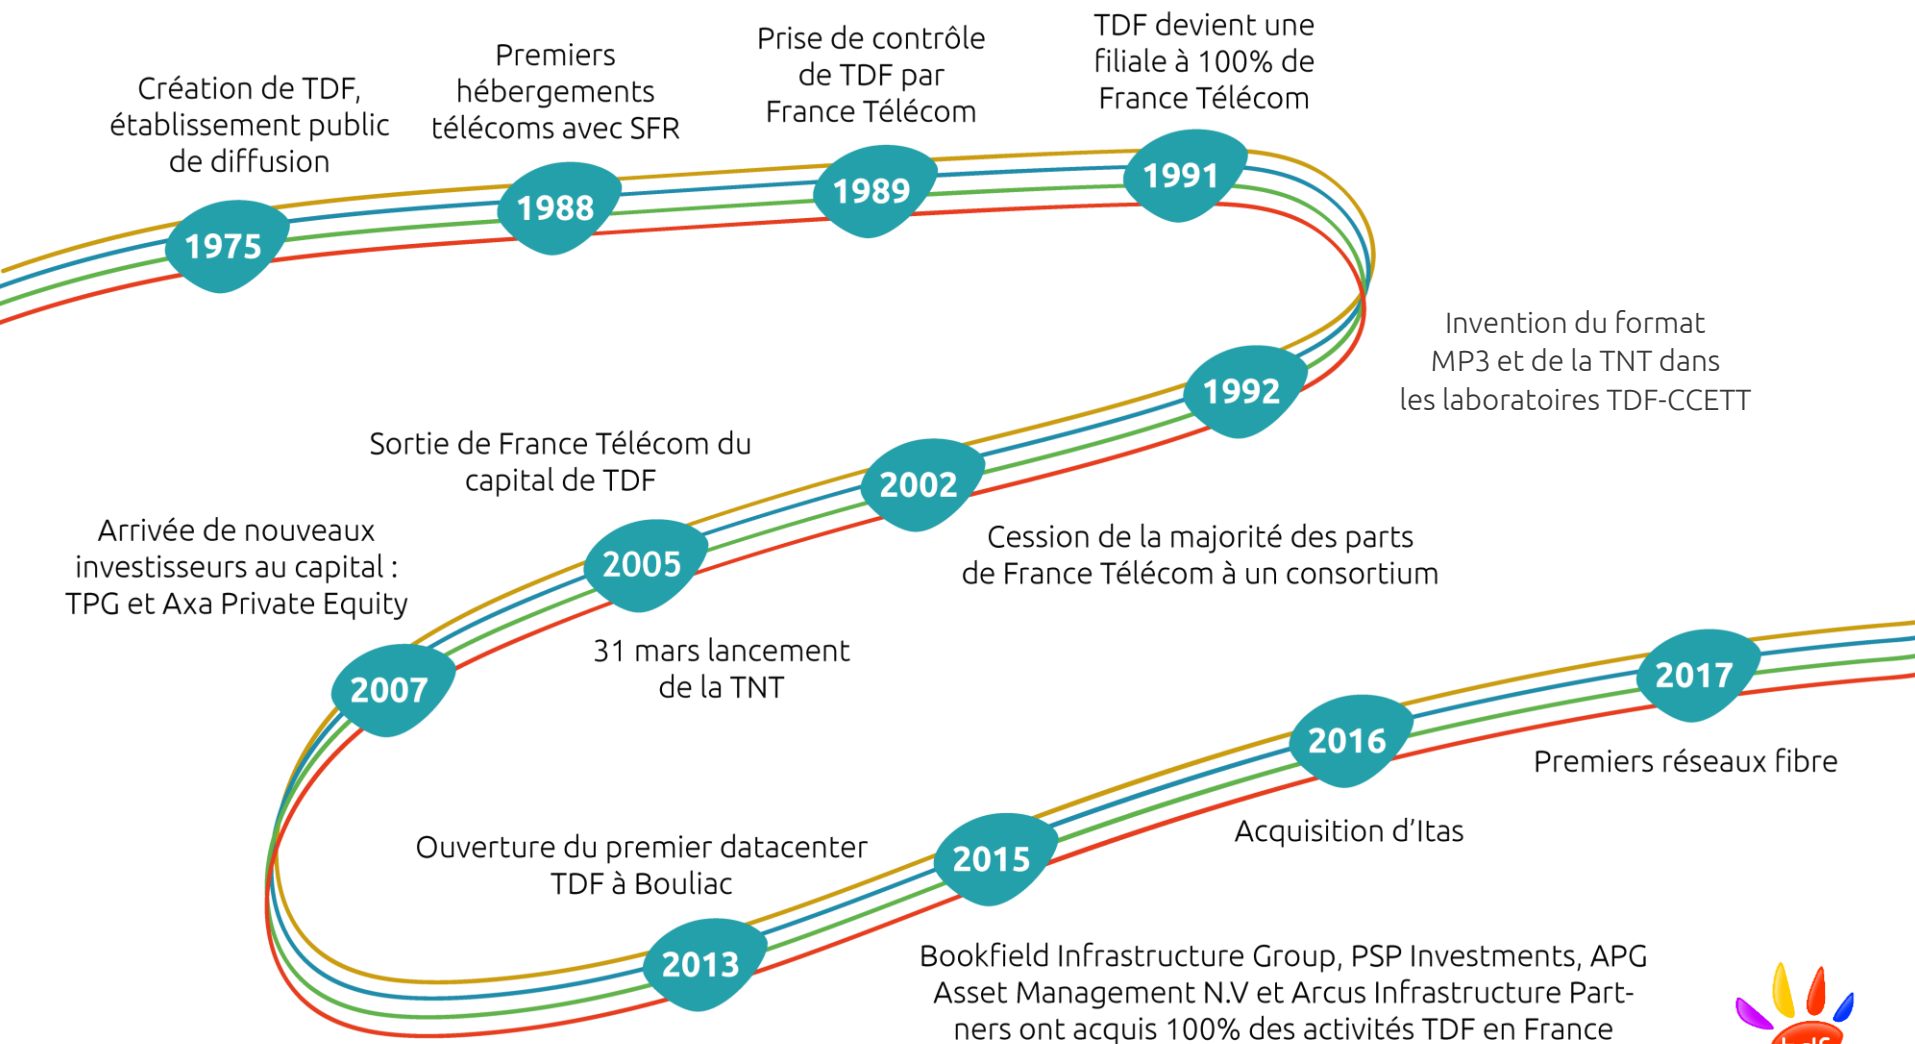 Création de TDF,
établissement public
de diffusion
1975
Premiers
hébergements
télécoms avec SFR
1988
Prise de contrôle
de TDF par
France Télécom
1989
TDF devient une
filiale à 100% de
France Télécom
1991
Invention du format
MP3 et de la TNT dans
les laboratoires TDF-CCETT
1992
2002
Cession de la majorité des parts
de France Télécom à un consortium
Sortie de France Télécom du
capital de TDF
2005
31 mars lancement
de la TNT
Arrivée de nouveaux
investisseurs au capital :
TPG et Axa Private Equity
2007
Ouverture du premier datacenter
TDF à Bouliac
2013
2015
Bookfield Infrastructure Group, PSP Investments, APG
Asset Management N.V et Arcus Infrastructure Part-
ners ont acquis 100% des activités TDF en France
2016
Acquisition d’Itas
2017
Premiers réseaux fibre